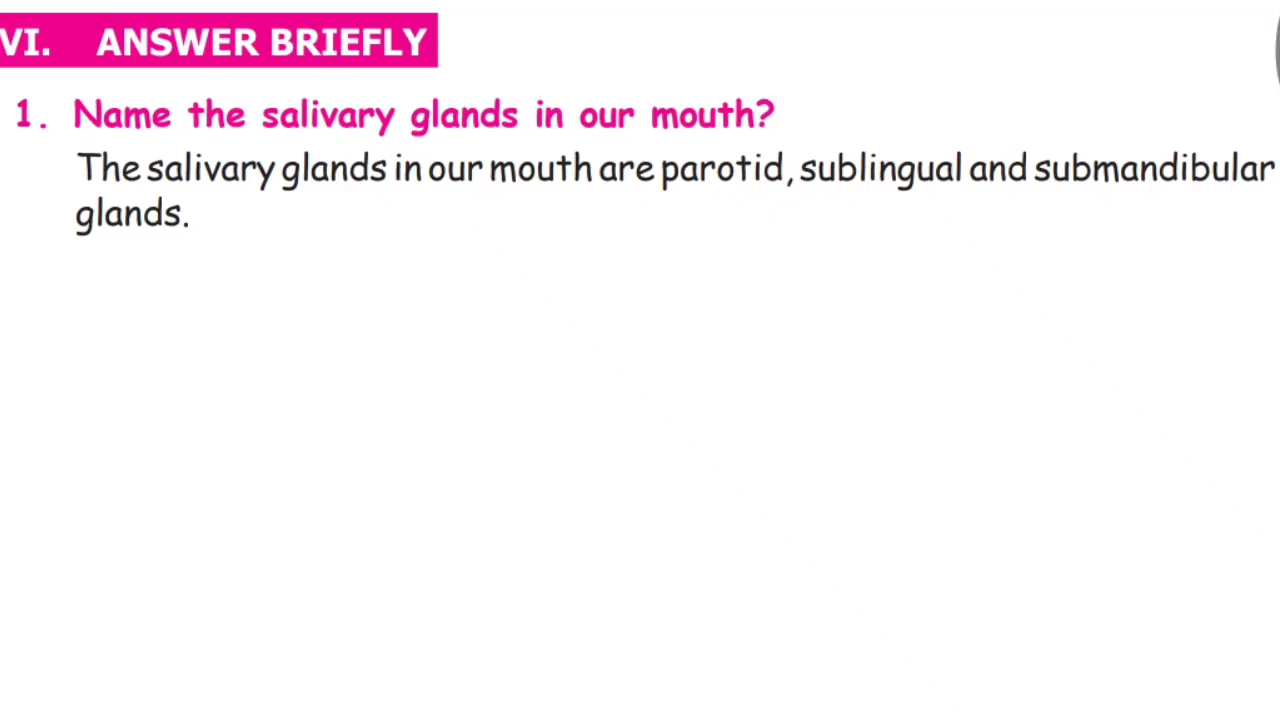 VI. ANSWER BRIEFLY
1. Name the salivary glands in our mouth?
The salivary glands in our mouth are parotid, sublingual and submandibular
glands.